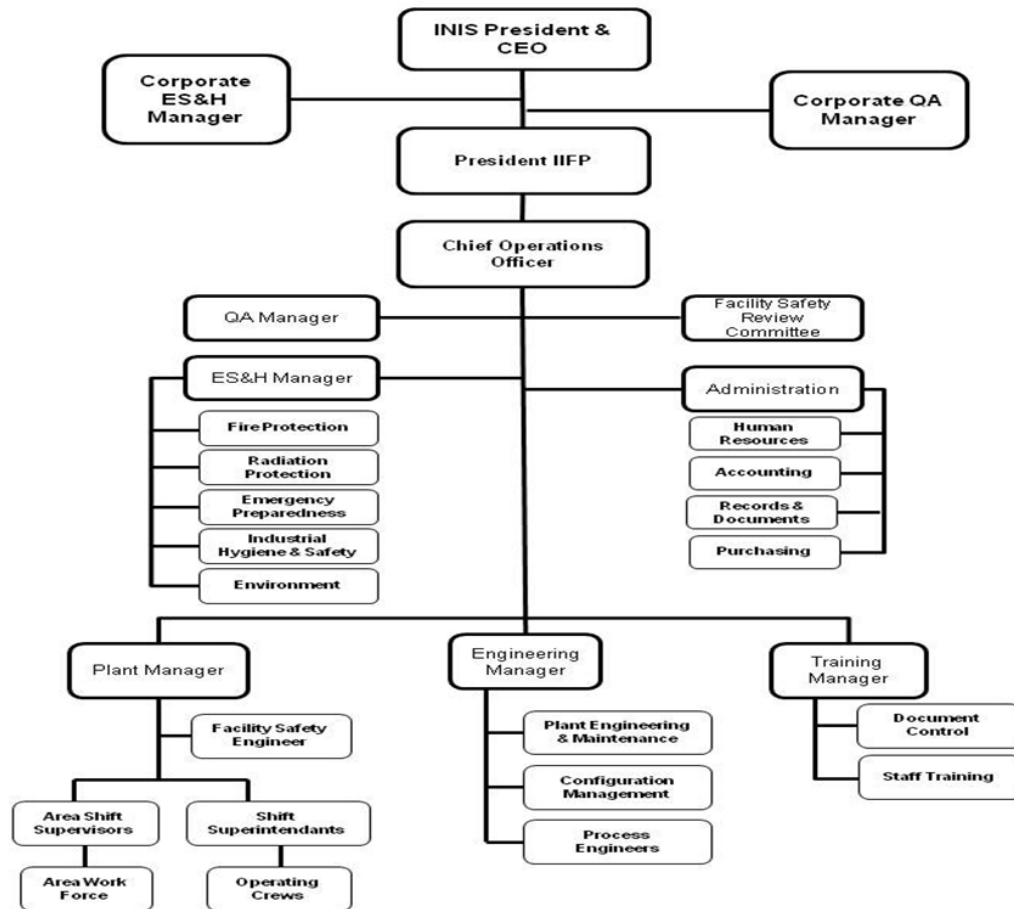 INIS President &
CEO
Corporate
ES&H
Manager
Corporate QA
Manager
President IIFP
Chief Operations
Officer
QA Manager
Facility Safety
Review
Committee
ES&H Manager
Administration
Fire Protection
Radiation
Protection
Emergency
Preparedness
Industrial
Hygiene & Safety
Environment
Human
Resources
Accounting
Records &
Documents
Purchasing
Plant Manager
Engineering
Manager
Training
Manager
Facility Safety
Engineer
Area Shift
Supervisors
Shift
Superintendants
Area Work
Force
Operating
Crews
Plant Engineering
& Maintenance
Configuration
Management
Process
Engineers
Document
Control
Staff Training